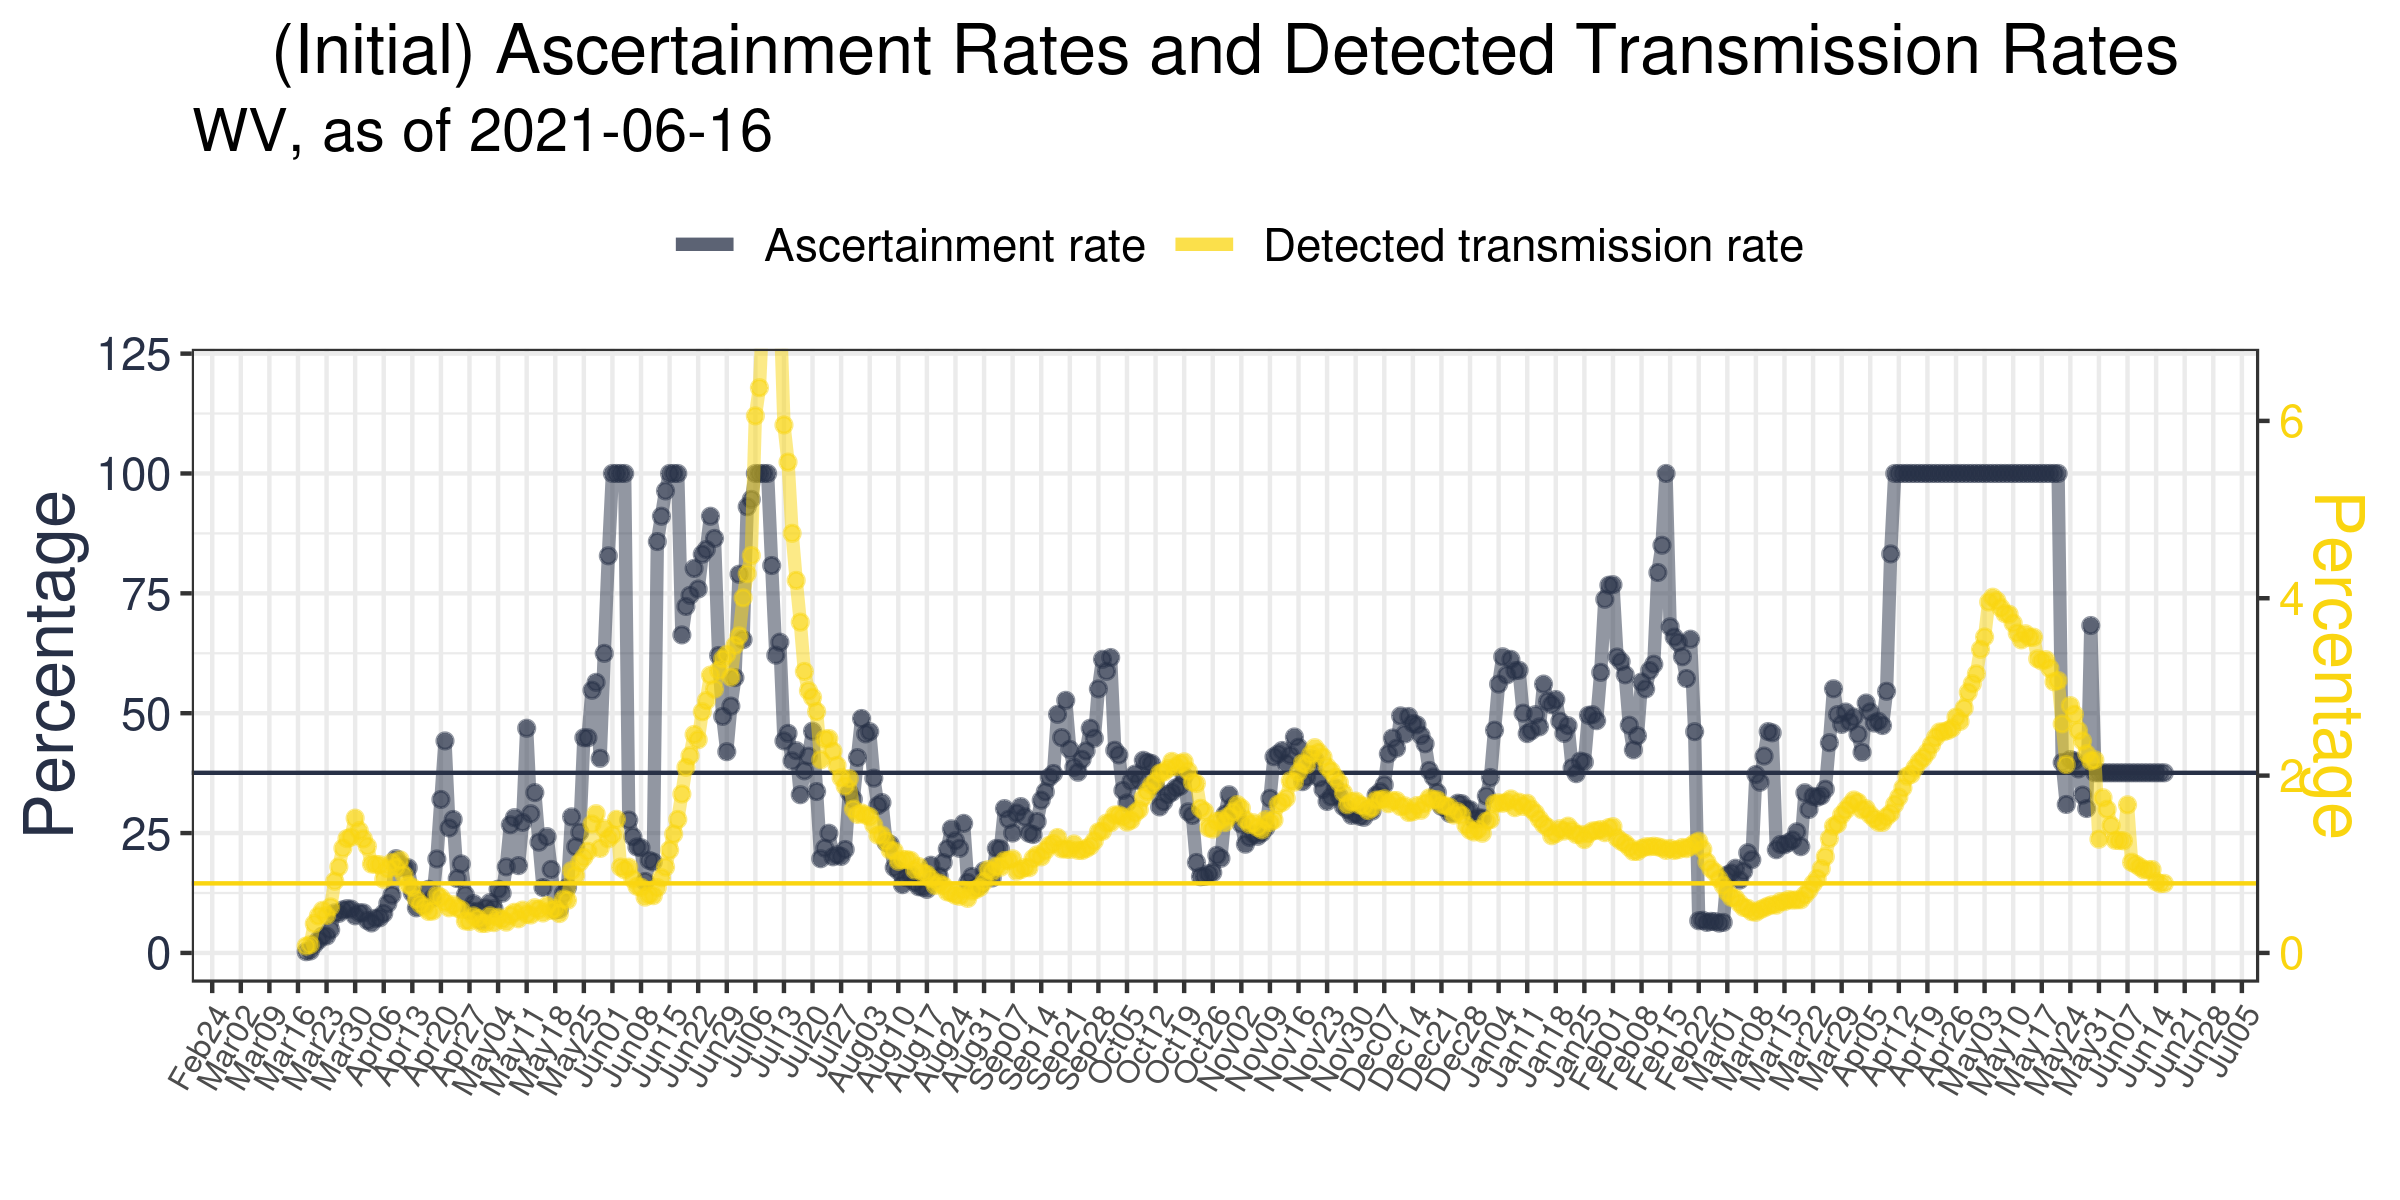 (Initial) Ascertainment Rates and Detected Transmission Rates
WV, as of 2021-06-16
Ascertainment rate
Detected transmission rate
Percentage
125
100
75
50
25
0
6
4
2
0
Percentage
Feb24
Mar02
Mar09
Mar16
Mar23
Mar30
Apr06
Apr13
Apr20
Apr27
May04
May11
May18
May25
Jun01
Jun08
Jun15
Jun22
Jun29
Jul06
Jul13
Jul20
Jul27
Aug03
Aug10
Aug17
Aug24
Aug31
Sep07
Sep14
Sep21
Sep28
Oct05
Oct12
Oct19
Oct26
Nov02
Nov09
Nov16
Nov23
Nov30
Dec07
Dec14
Dec21
Dec28
Jan04
Jan11
Jan18
Jan25
Feb01
Feb08
Feb15
Feb22
Mar01
Mar08
Mar15
Mar22
Mar29
Apr05
Apr12
Apr19
Apr26
May03
May10
May17
May24
May31
Jun07
Jun14
Jun21
Jun28
Jul05